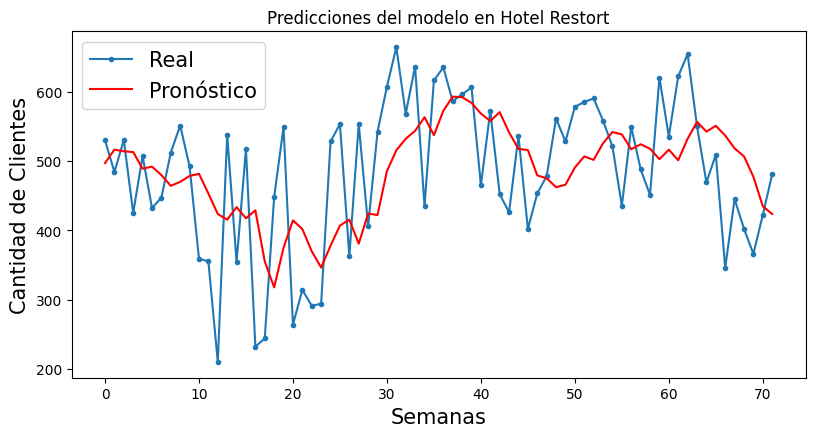 Predicciones del modelo en Hotel Restort
Real
Pronóstico
Cantidad de Clientes
600
500
400
300
200
0 10 20 30 40 50 60 70
Semanas